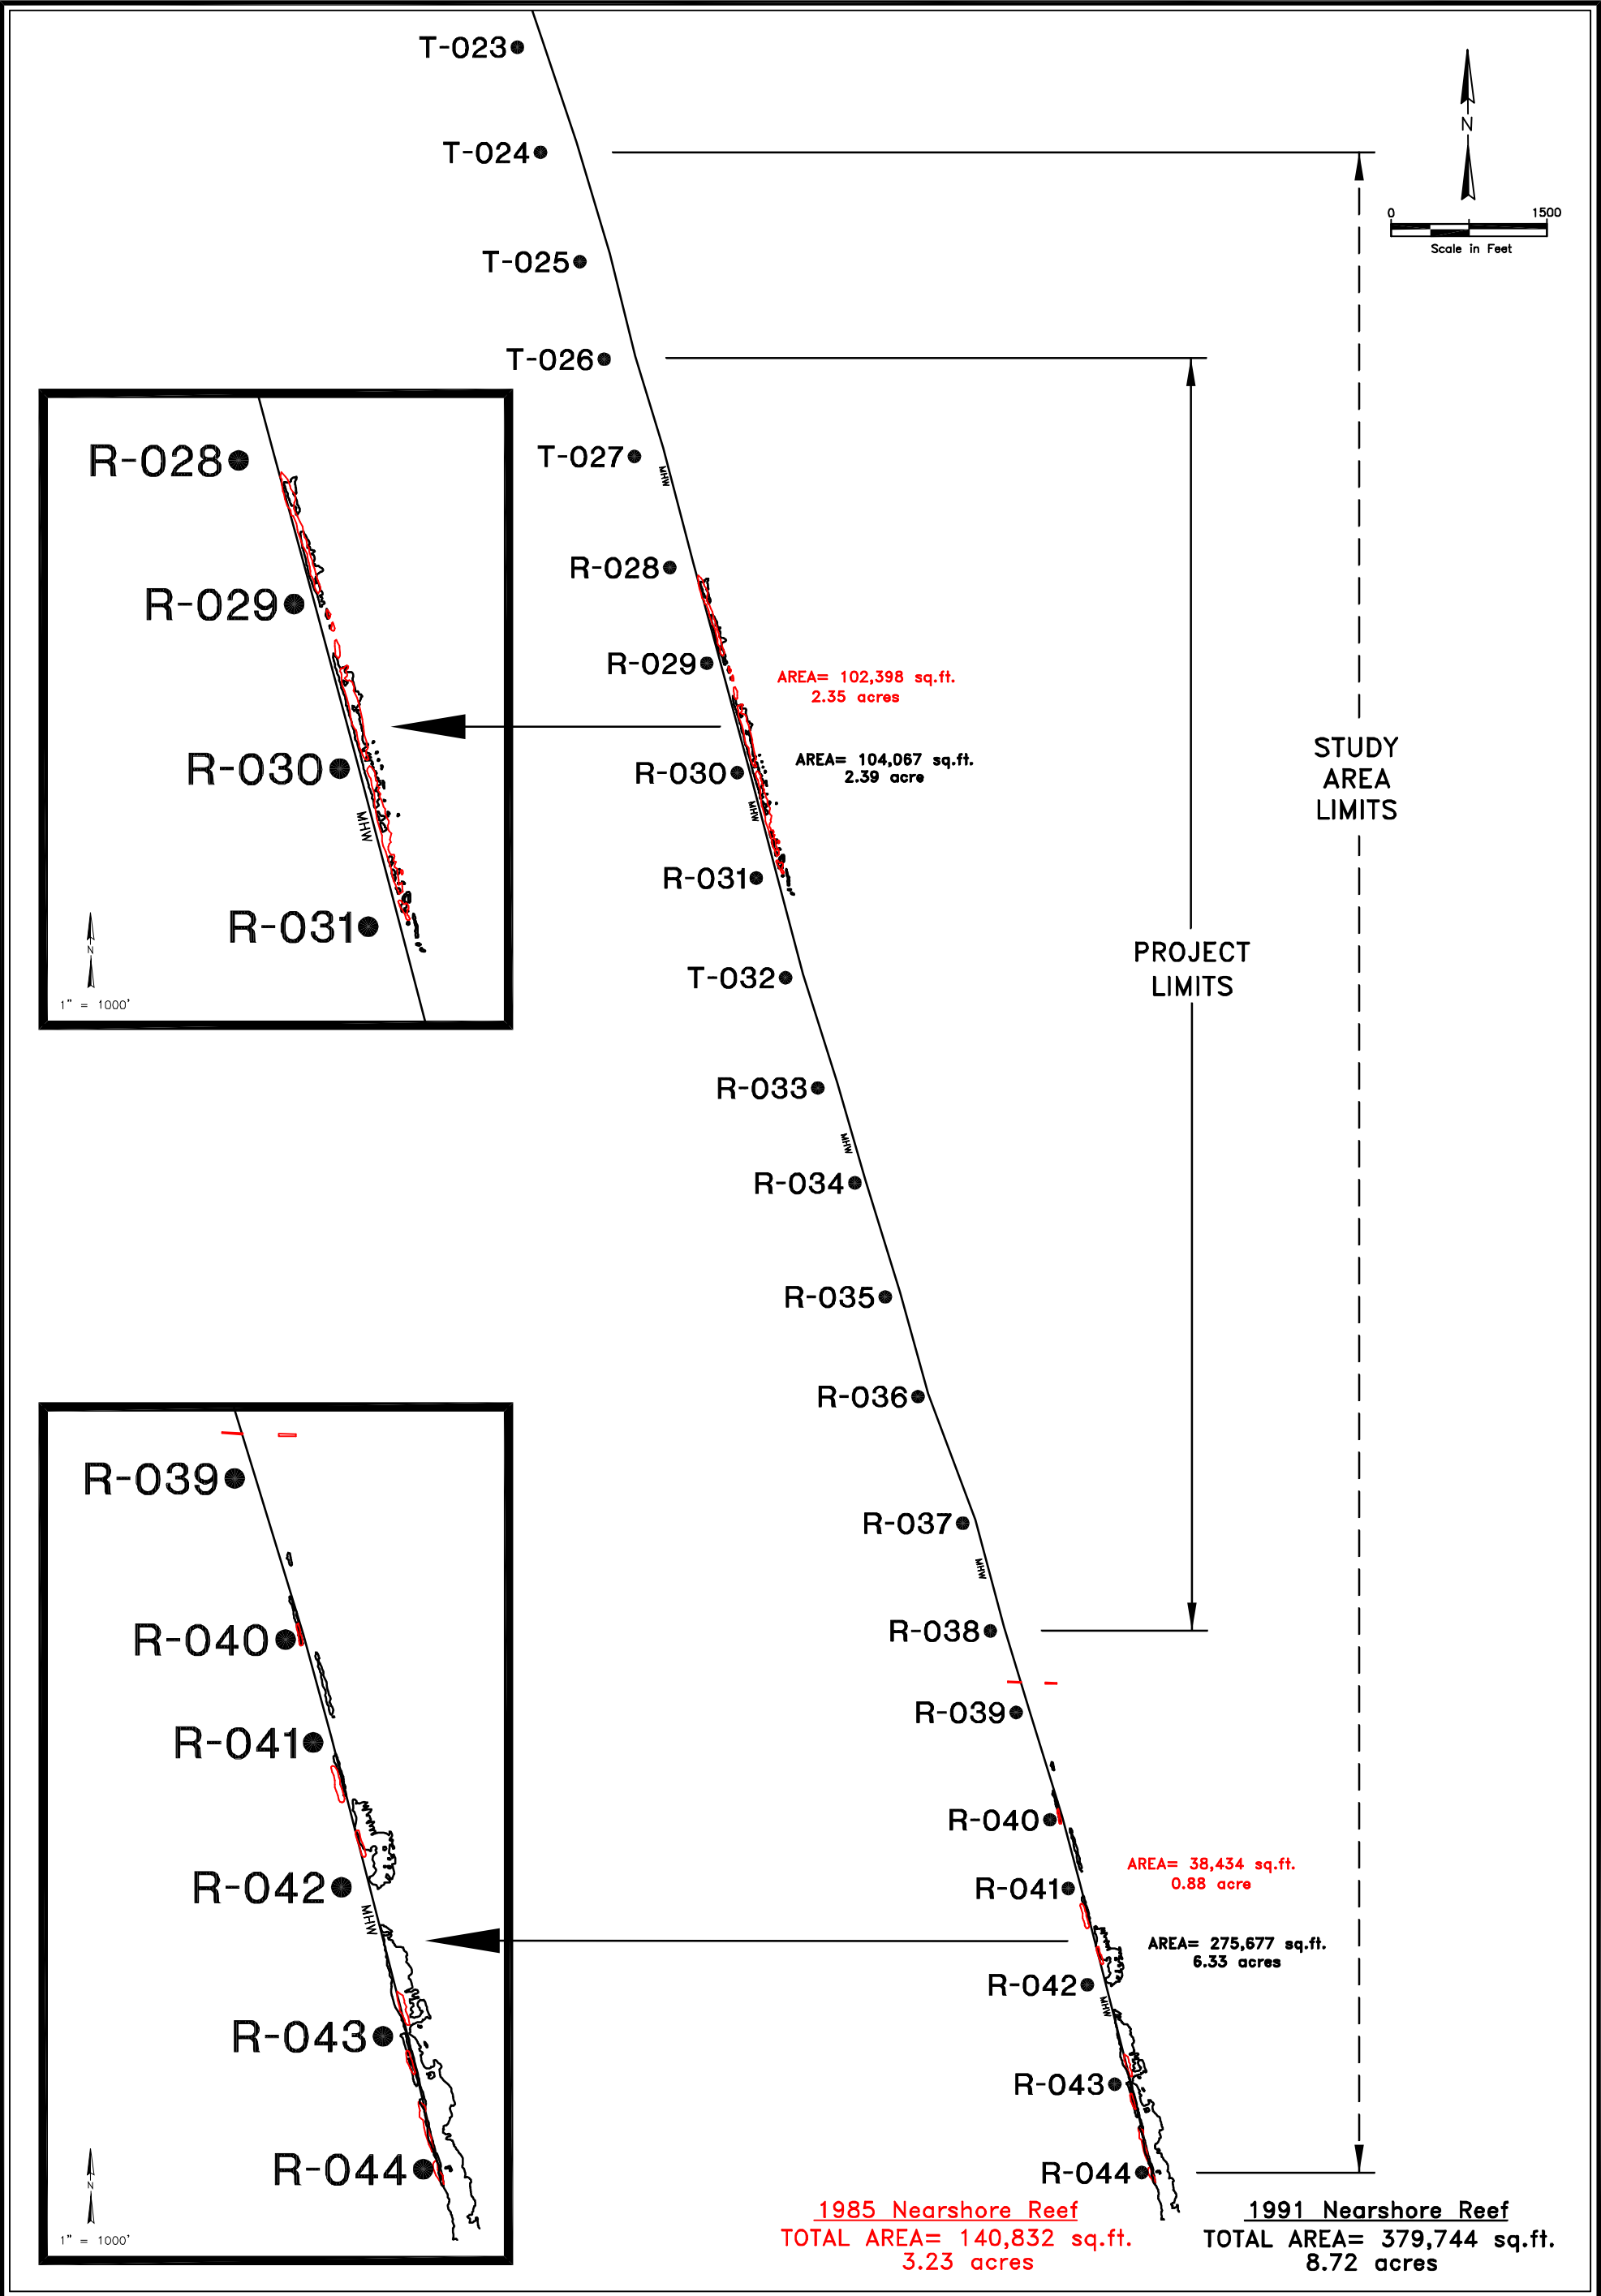 T-023
T-024
T-025
T-026
T-027
MHW
R-028
R-029
R-030
MHW
R-031
T-032
R-033
MHW
R-034
R-035
R-036
R-037
MHW
R-038
R-039
R-040
R-041
R-042
MHW
R-043
R-044
N
0 1500
Scale in Feet
AREA= 102,398 sq.ft.
2.35 acres
AREA= 104,067 sq.ft.
2.39 acre
STUDY
AREA
LIMITS
PROJECT
LIMITS
R-028
R-029
R-030
MHW
R-031
N
1" = 1000'
R-039
R-040
R-041
R-042
MHW
R-043
R-044
N
1" = 1000'
AREA= 38,434 sq.ft.
0.88 acre
AREA= 275,677 sq.ft.
6.33 acres
1985 Nearshore Reef
TOTAL AREA= 140,832 sq.ft.
3.23 acres
1991 Nearshore Reef
TOTAL AREA= 379,744 sq.ft.
8.72 acres